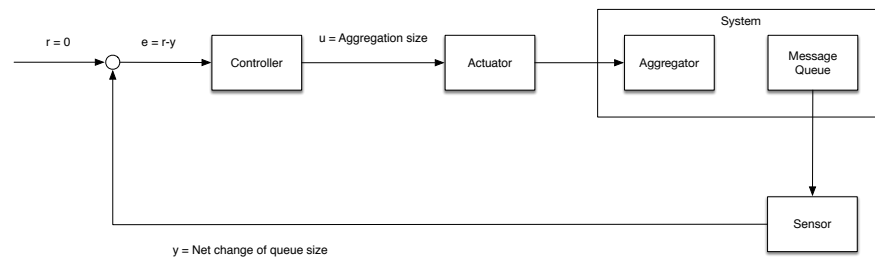 System
r = 0
e = r-y
u = Aggregation size
Controller
Actuator
Aggregator
Message
Queue
Sensor
y = Net change of queue size